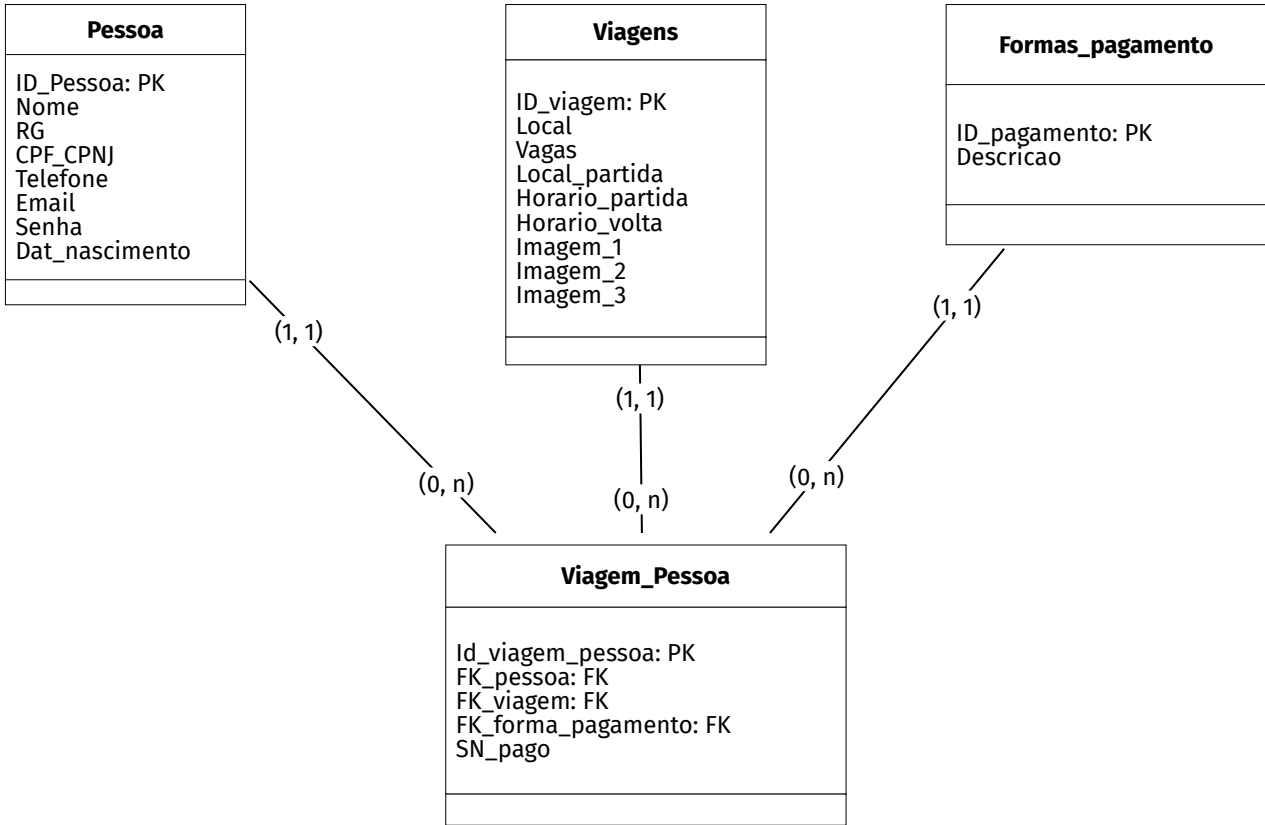 Pessoa
ID_Pessoa: PK
Nome
RG
CPF_CPNJ
Telefone
Email
Senha
Dat_nascimento
Viagens
ID_viagem: PK
Local
Vagas
Local_partida
Horario_partida
Horario_volta
Imagem_1
Imagem_2
Imagem_3
Formas_pagamento
ID_pagamento: PK
Descricao
(1, 1)
(1, 1)
(1, 1)
(0, n)
(0, n)
(0, n)
Viagem_Pessoa
Id_viagem_pessoa: PK
FK_pessoa: FK
FK_viagem: FK
FK_forma_pagamento: FK
SN_pago